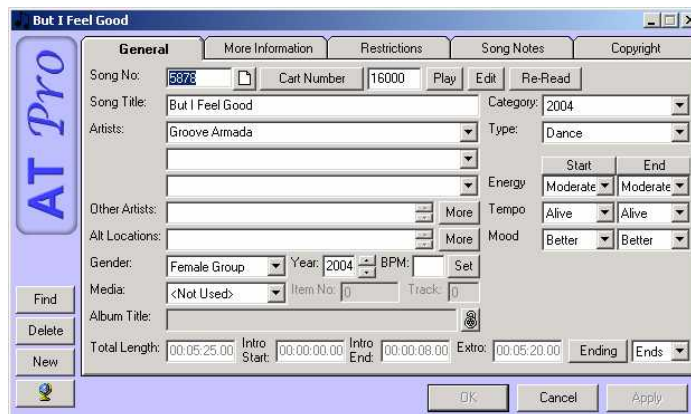 But I Feel Good
AT Pro
General More Information Restrictions Song Notes Copyright
Song No: 5878 Cart Number 16000 Play Edit Re-Read
Song Title: But I Feel Good Category: 2004
Artists: Groove Armada Type: Dance
Start End
Energy Moderate Moderate
Other Artists: More Tempo Alive Alive
Alt Locations: More Mood Better Better
Gender: Female Group Year: 2004 BPM: Set
Media: <Not Used> Item No: 0 Track: 0
Album Title:
Total Length: 00:05:25.00 Intro Start: 00:00:00.00 Intro End: 00:00:08.00 Extro: 00:05:20.00 Ending Ends
Find
Delete
New
OK Cancel Apply